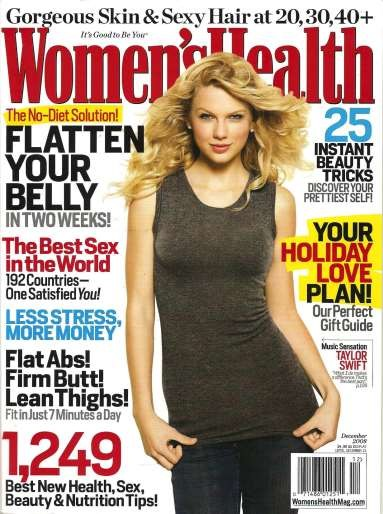 Gorgeous Skin & Sexy Hair at 20,30,40+
It's Good to Be You®
Women'sHealth
The No-Diet Solution!
FLATTEN
YOUR
BELLY
IN TWO WEEKS!
The Best Sex
in the World
192 Countries—
One Satisfied You!
LESS STRESS,
MORE MONEY
Flat Abs!
Firm Butt!
Lean Thighs!
Fit in Just 7 Minutes a Day
1,249
Best New Health, Sex,
Beauty & Nutrition Tips!
25
INSTANT
BEAUTY
TRICKS
DISCOVER YOUR
PRETTIEST SELF!
YOUR
HOLIDAY
LOVE
PLAN!
Our Perfect
Gift Guide
Music Sensation
TAYLOR
SWIFT
December
2008
WomensHealthMag.com